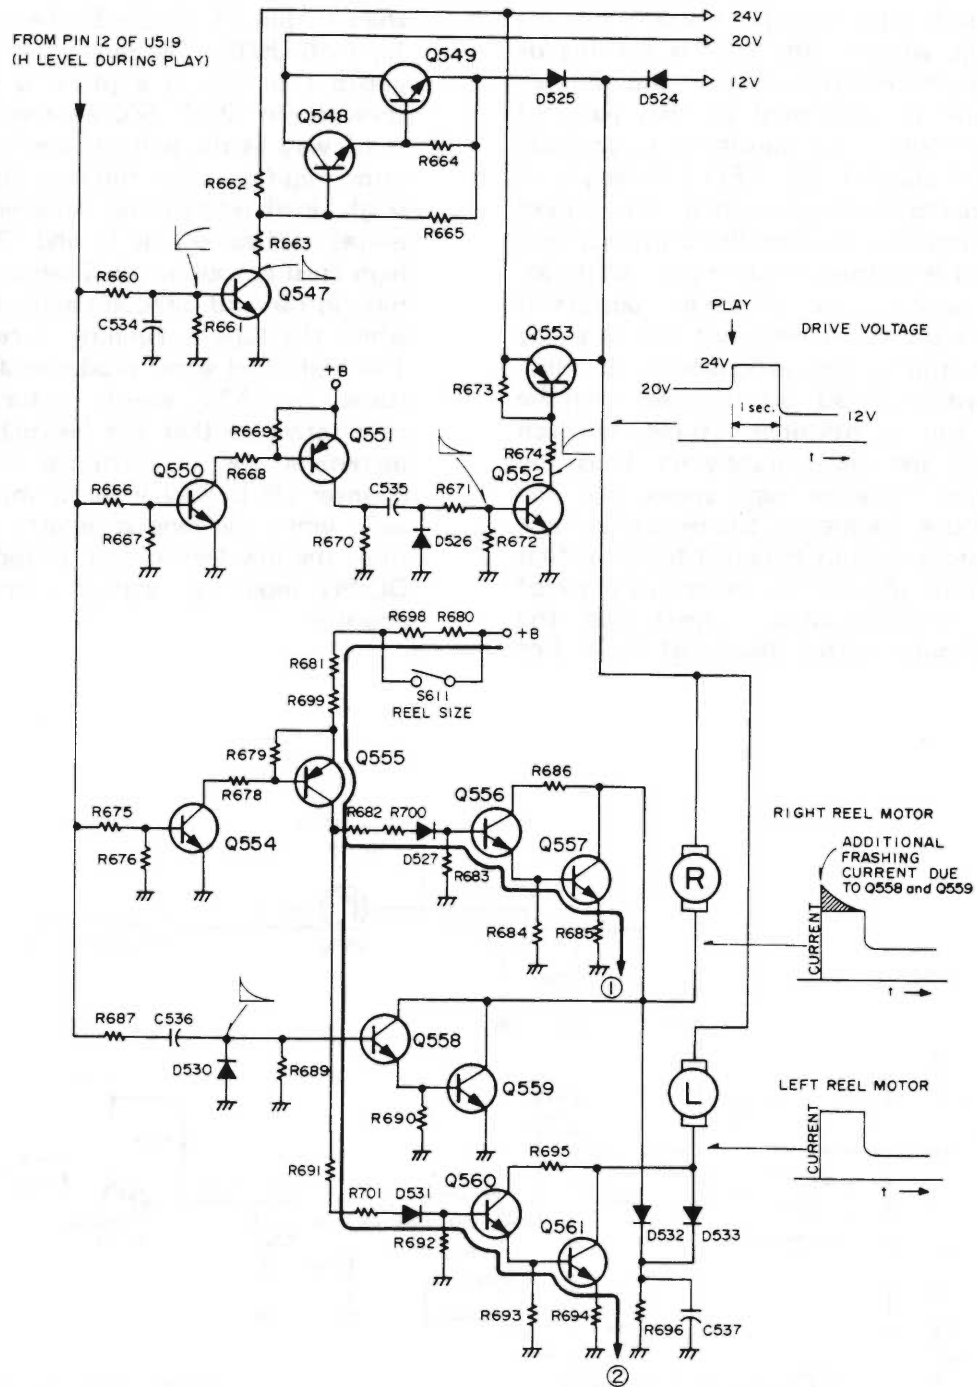 24V
20V
12V
FROM PIN 12 OF U519
(H LEVEL DURING PLAY)
Q549
D525
D524
Q548
R664
R662
R665
R663
R660
Q547
C534
R661
PLAY
DRIVE VOLTAGE
Q553
24V
20V
1 sec.
12V
t
R673
+B
R669
Q551
R674
R668
Q550
Q552
C535
R671
R666
R667
R670
D526
R672
R698
R680
+B
R681
S611
REEL SIZE
R699
R679
Q555
R686
R678
Q556
RIGHT REEL MOTOR
R675
R682
R700
Q557
ADDITIONAL
FRASHING
CURRENT DUE
TO Q558 and Q559
Q554
D527
R676
R683
R
R684
R685
CURRENT
t
1
R687
C536
Q558
D530
R689
Q559
L
LEFT REEL MOTOR
R690
CURRENT
t
R691
R695
Q560
R701
D531
Q561
R692
D532
D533
R693
R694
R696
C537
2